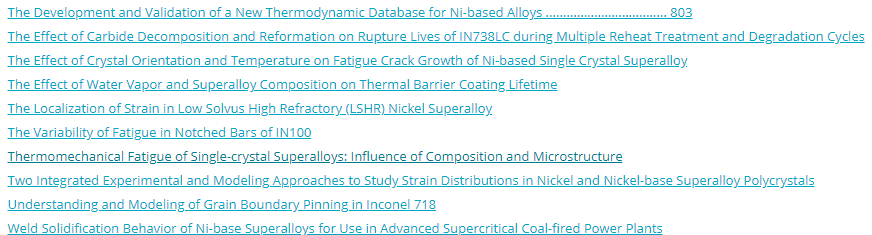 The Development and Validation of a New Thermodynamic Database for Ni-based Alloys ................................... 803
The Effect of Carbide Decomposition and Reformation on Rupture Lives of IN738LC during Multiple Reheat Treatment and Degradation Cycles
The Effect of Crystal Orientation and Temperature on Fatigue Crack Growth of Ni-based Single Crystal Superalloy
The Effect of Water Vapor and Superalloy Composition on Thermal Barrier Coating Lifetime
The Localization of Strain in Low Solvus High Refractory (LSHR) Nickel Superalloy
The Variability of Fatigue in Notched Bars of IN100
Thermomechanical Fatigue of Single-crystal Superalloys: Influence of Composition and Microstructure
Two Integrated Experimental and Modeling Approaches to Study Strain Distributions in Nickel and Nickel-base Superalloy Polycrystals
Understanding and Modeling of Grain Boundary Pinning in Inconel 718
Weld Solidification Behavior of Ni-base Superalloys for Use in Advanced Supercritical Coal-fired Power Plants